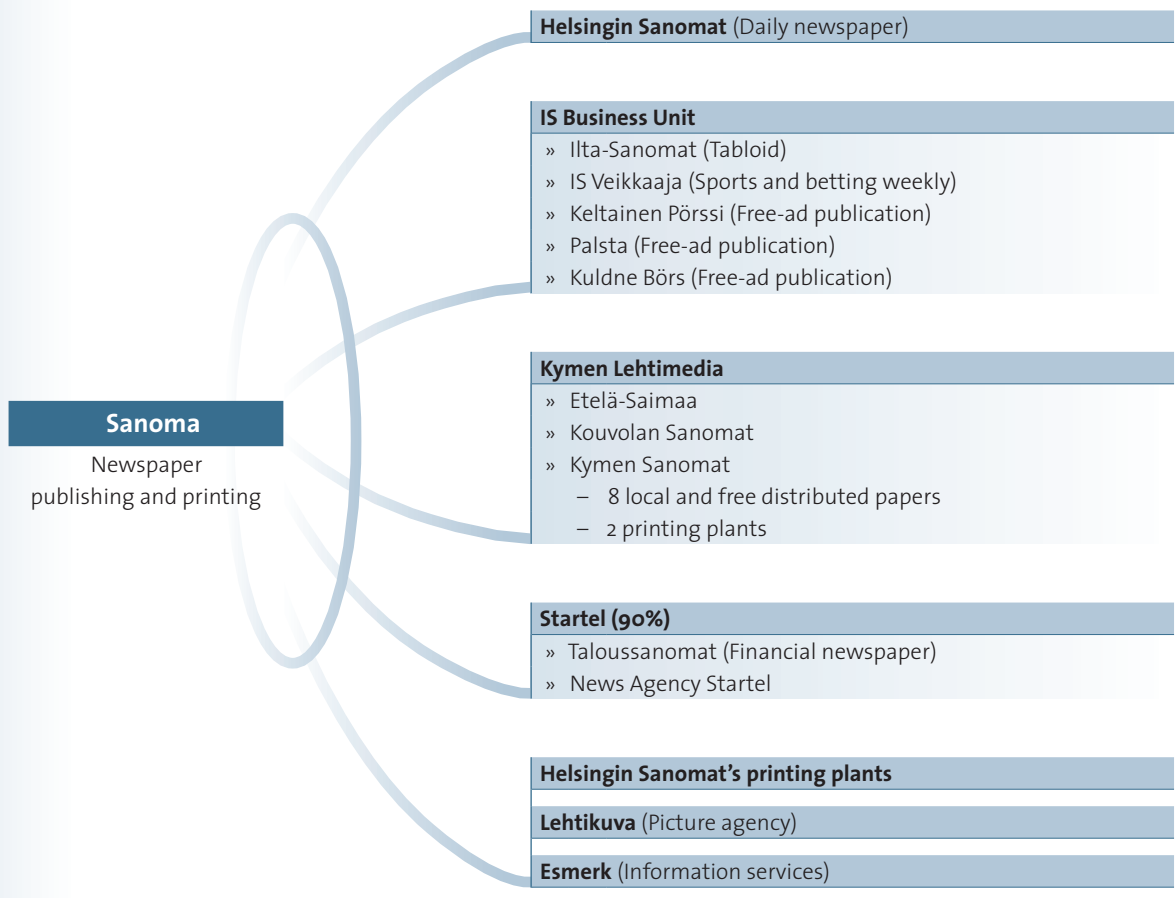 Helsingin Sanomat (Daily newspaper)
IS Business Unit
» Ilta-Sanomat (Tabloid)
» IS Veikkaaja (Sports and betting weekly)
» Keltainen Pörssi (Free-ad publication)
» Palsta (Free-ad publication)
» Kuldne Börs (Free-ad publication)
Kymen Lehtimedia
» Etelä-Saimaa
» Kouvolan Sanomat
» Kymen Sanomat
– 8 local and free distributed papers
– 2 printing plants
Sanoma
Newspaper
publishing and printing
Startel (90%)
» Taloussanomat (Financial newspaper)
» News Agency Startel
Helsingin Sanomat’s printing plants
Lehtikuva (Picture agency)
Esmerk (Information services)